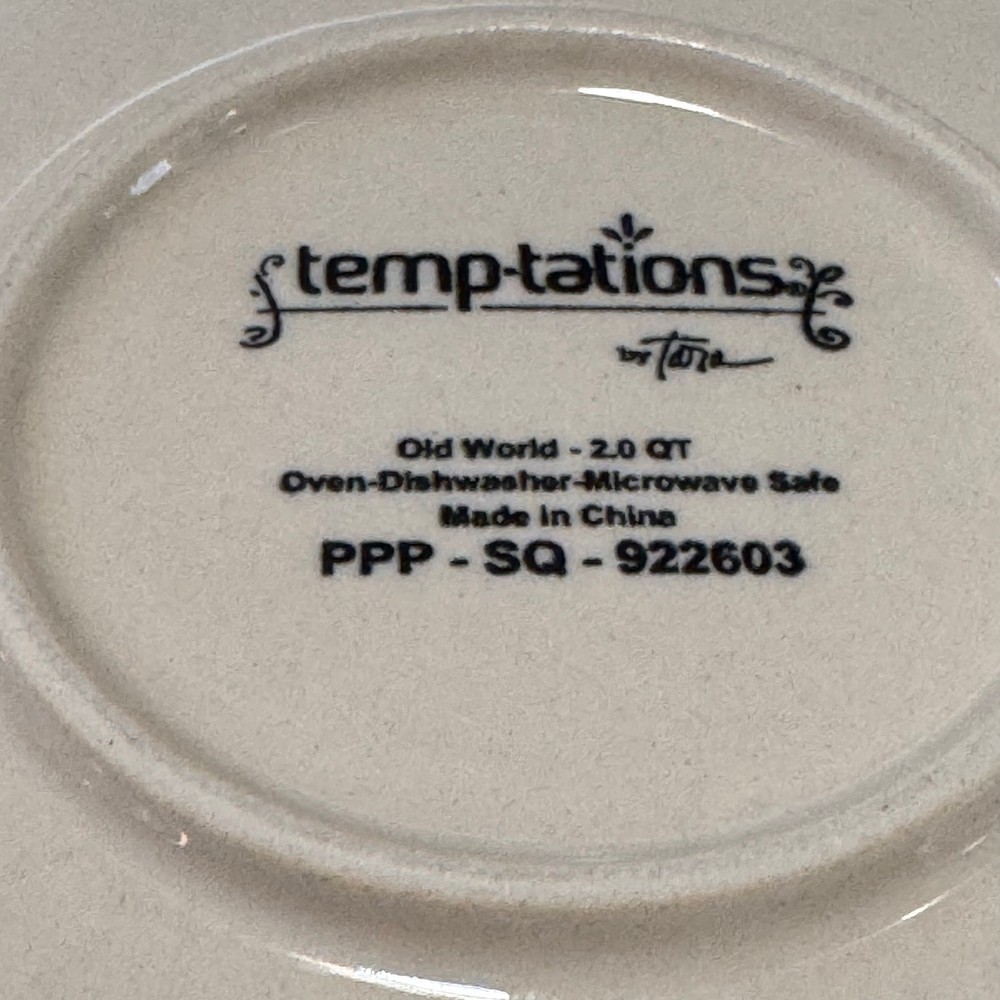 temp-tations®
by Tara
Old World - 2.0 QT
Oven-Dishwasher-Microwave Safe
Made in China
PPP - SQ - 922603